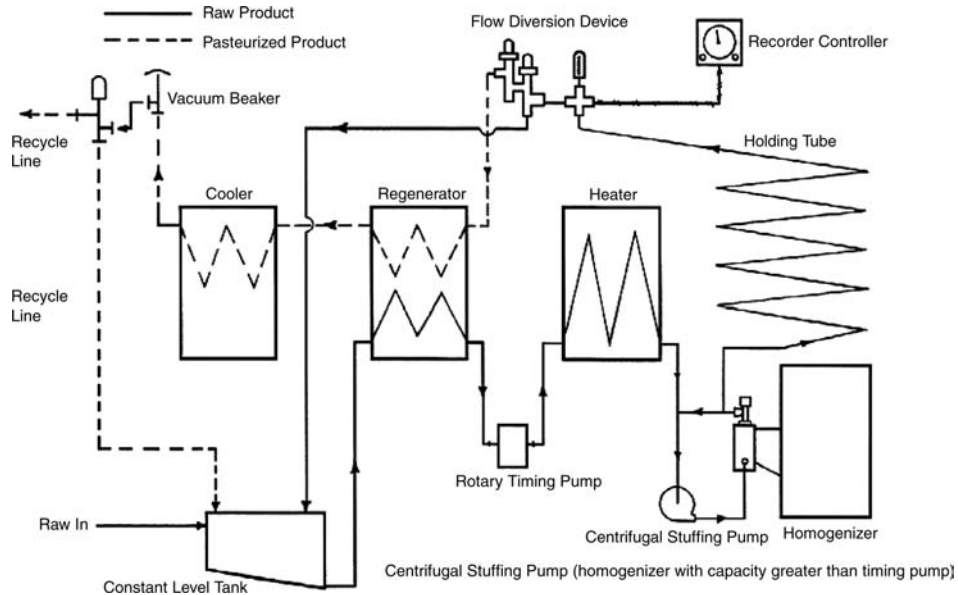 Raw Product
Pasteurized Product
Flow Diversion Device
Recorder Controller
Vacuum Beaker
Recycle
Line
Holding Tube
Cooler
Regenerator
Heater
Recycle
Line
Rotary Timing Pump
Raw In
Centrifugal Stuffing Pump
Homogenizer
Constant Level Tank
Centrifugal Stuffing Pump (homogenizer with capacity greater than timing pump)